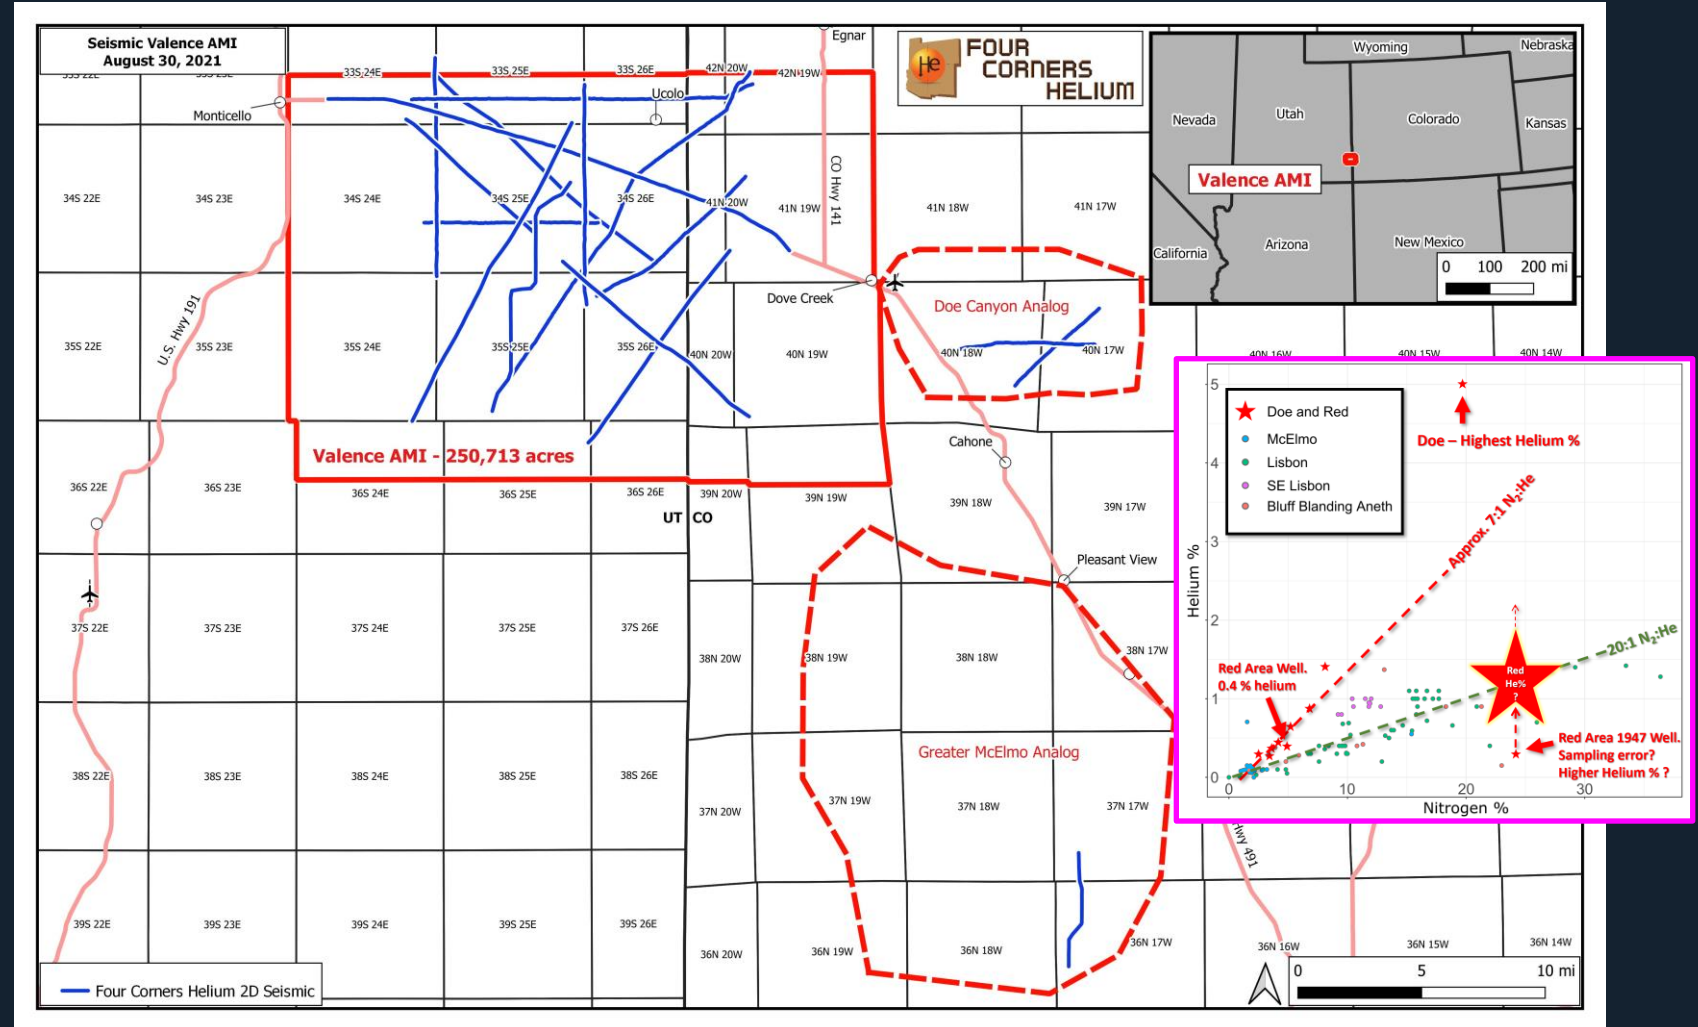 Seismic Valence AMI
August 30, 2021
33S 24E
33S 25E
33S 26E
42N 20W
42N 19W
Egnar
FOUR
CORNERS
HELIUM
He
Monticello
Ucolo
CO Hwy 141
34S 22E
34S 23E
34S 24E
34S 25E
34S 26E
41N 20W
41N 19W
41N 18W
41N 17W
Wyoming
Nebraska
Nevada
Utah
Colorado
Kansas
Valence AMI
California
Arizona
New Mexico
0 100 200 mi
U.S. Hwy 191
Dove Creek
Doe Canyon Analog
35S 22E
35S 23E
35S 24E
35S 25E
35S 26E
40N 20W
40N 19W
40N 18W
40N 17W
40N 16W
40N 15W
40N 14W
Valence AMI - 250,713 acres
Cahone
36S 22E
36S 23E
36S 24E
36S 25E
36S 26E
39N 20W
39N 19W
39N 18W
39N 17W
UT CO
Pleasant View
37S 22E
37S 23E
37S 24E
37S 25E
37S 26E
38N 20W
38N 19W
38N 18W
38N 17W
Greater McElmo Analog
38S 22E
38S 23E
38S 24E
38S 25E
38S 26E
37N 20W
37N 19W
37N 18W
37N 17W
Hwy 491
39S 22E
39S 23E
39S 24E
39S 25E
39S 26E
36N 20W
36N 19W
36N 18W
36N 17W
36N 16W
36N 15W
36N 14W
Four Corners Helium 2D Seismic
0 5 10 mi
Doe and Red
McElmo
Lisbon
SE Lisbon
Bluff Blanding Aneth
Doe – Highest Helium %
Approx. 7:1 N₂:He
20:1 N₂:He
Red Area Well.
0.4 % helium
Red
He%
?
Red Area 1947 Well.
Sampling error?
Higher Helium % ?
Helium %
5
4
3
2
1
0
0 10 20 30
Nitrogen %